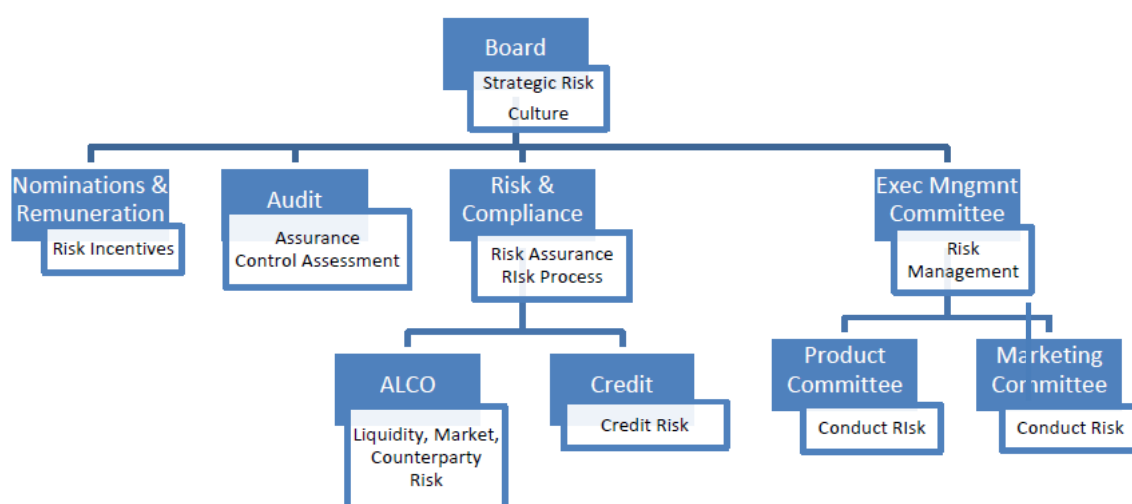 Board
Strategic Risk
Culture
Nominations &
Remuneration
Risk Incentives
Audit
Assurance
Control Assessment
Risk &
Compliance
Risk Assurance
RIsk Process
Exec Mngmnt
Committee
Risk
Management
ALCO
Liquidity, Market,
Counterparty
Risk
Credit
Credit Risk
Product
Committee
Conduct RIsk
Marketing
Committee
Conduct Risk